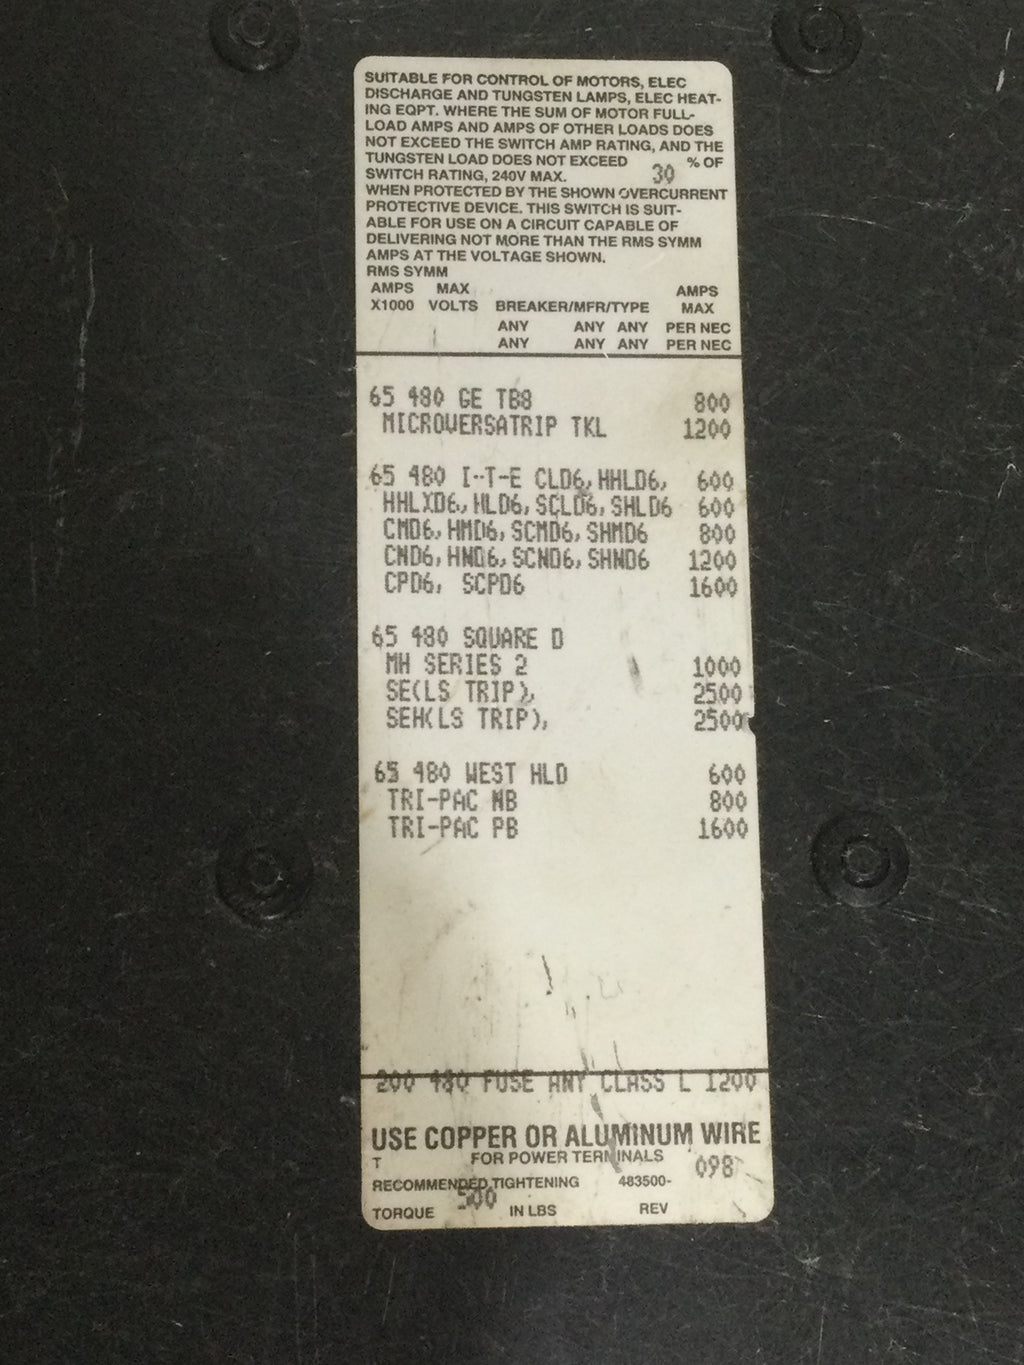 SUITABLE FOR CONTROL OF MOTORS, ELEC
DISCHARGE AND TUNGSTEN LAMPS, ELEC HEAT-
ING EQPT. WHERE THE SUM OF MOTOR FULL-
LOAD AMPS AND AMPS OF OTHER LOADS DOES
NOT EXCEED THE SWITCH AMP RATING, AND THE
TUNGSTEN LOAD DOES NOT EXCEED 30 % OF
SWITCH RATING, 240V MAX.
WHEN PROTECTED BY THE SHOWN OVERCURRENT
PROTECTIVE DEVICE. THIS SWITCH IS SUIT-
ABLE FOR USE ON A CIRCUIT CAPABLE OF
DELIVERING NOT MORE THAN THE RMS SYMM
AMPS AT THE VOLTAGE SHOWN.
RMS SYMM
AMPS MAX AMPS
X1000 VOLTS BREAKER/MFR/TYPE MAX
ANY ANY ANY PER NEC
ANY ANY ANY PER NEC
65 480 GE TB8 800
MICROVERSATRIP TKL 1200
65 480 I-T-E CLD6, HHLD6, 600
HHLXD6, HLD6, SCLD6, SHLD6 600
CMD6, HMD6, SCMD6, SHMD6 800
CND6, HND6, SCND6, SHND6 1200
CPD6, SCPD6 1600
65 480 SQUARE D
MH SERIES 2 1000
SE(LS TRIP), 2500
SEH(LS TRIP), 2500
65 480 WEST HLD 600
TRI-PAC NB 800
TRI-PAC PB 1600
200 480 FUSE ANY CLASS L 1200
USE COPPER OR ALUMINUM WIRE
T FOR POWER TERMINALS 098
RECOMMENDED TIGHTENING 483500-
TORQUE 500 IN LBS REV